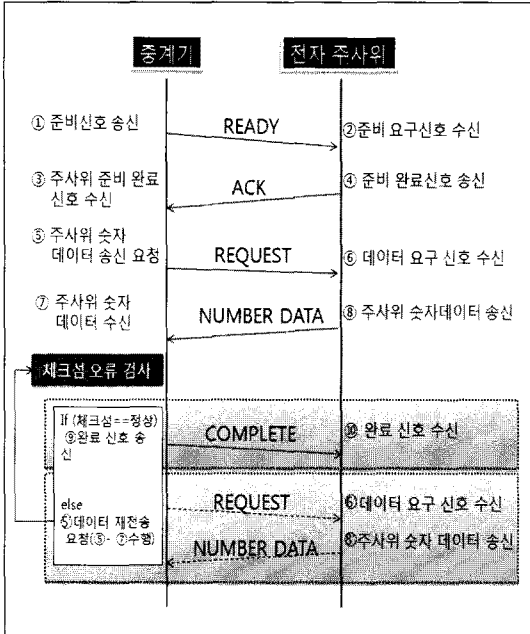 중계기
전자 주사위
① 준비신호 송신
READY
②준비 요구신호 수신
③ 주사위 준비 완료
신호 수신
ACK
④ 준비 완료신호 송신
⑤ 주사위 숫자
데이터 송신 요청
REQUEST
⑥ 데이터 요구 신호 수신
⑦ 주사위 숫자
데이터 수신
NUMBER DATA
⑧ 주사위 숫자데이터 송신
체크섬 오류 검사
If (체크섬==정상)
⑨완료 신호 송
신
COMPLETE
⑩ 완료 신호 수신
else
⑤데이터 재전송
요청(⑤- ⑦수행)
REQUEST
⑥데이터 요구 신호 수신
NUMBER DATA
⑧주사위 숫자 데이터 송신